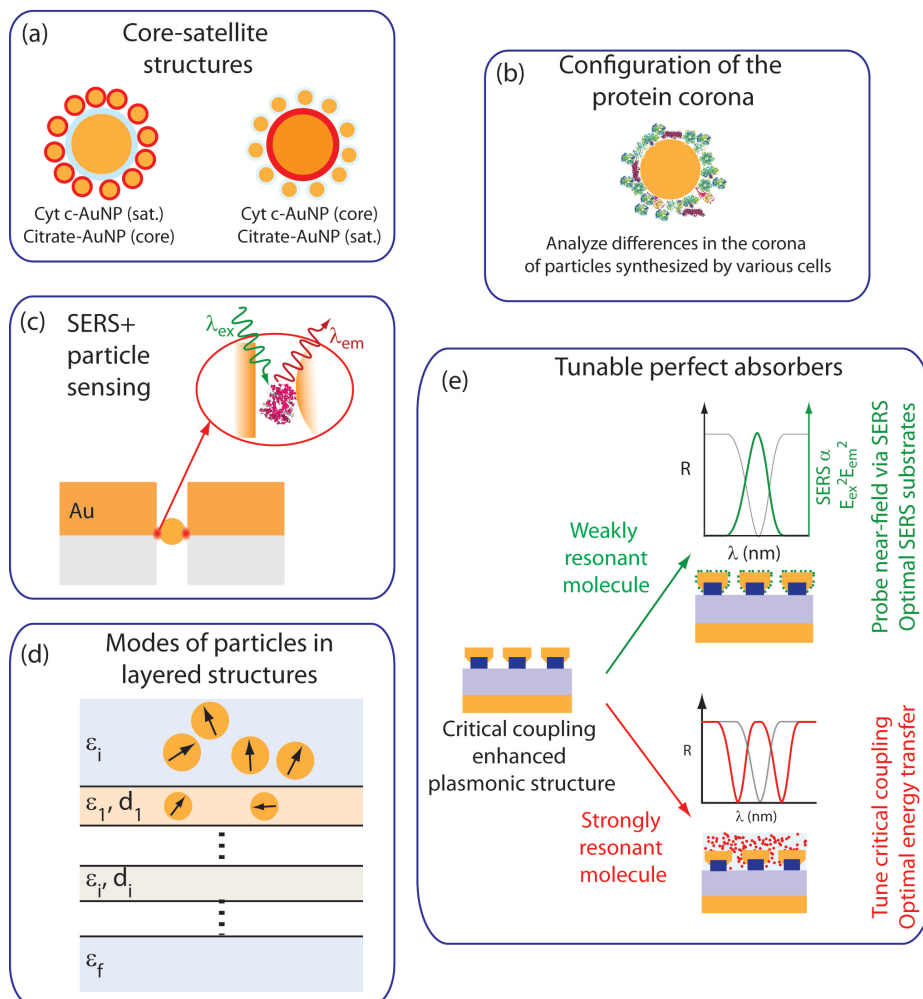 (a)
Core-satellite
structures
Cyt c-AuNP (sat.)
Citrate-AuNP (core)
Cyt c-AuNP (core)
Citrate-AuNP (sat.)
(b)
Configuration of the
protein corona
Analyze differences in the corona
of particles synthesized by various cells
(c)
SERS+
particle
sensing
λex
λem
Au
(d)
Modes of particles in
layered structures
εi
ε1, d1
εi, di
εf
(e)
Tunable perfect absorbers
R
SERS α
Eex²Eem²
λ (nm)
Probe near-field via SERS
Optimal SERS substrates
Weakly
resonant
molecule
Critical coupling
enhanced
plasmonic structure
Strongly
resonant
molecule
R
λ (nm)
Tune critical coupling
Optimal energy transfer